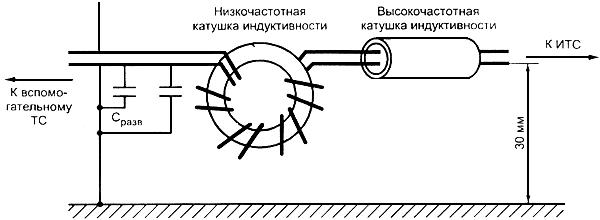 Низкочастотная
катушка индуктивности
Высокочастотная
катушка индуктивности
К ИТС
К вспомо-
гательному
ТС
Cразв
30 мм